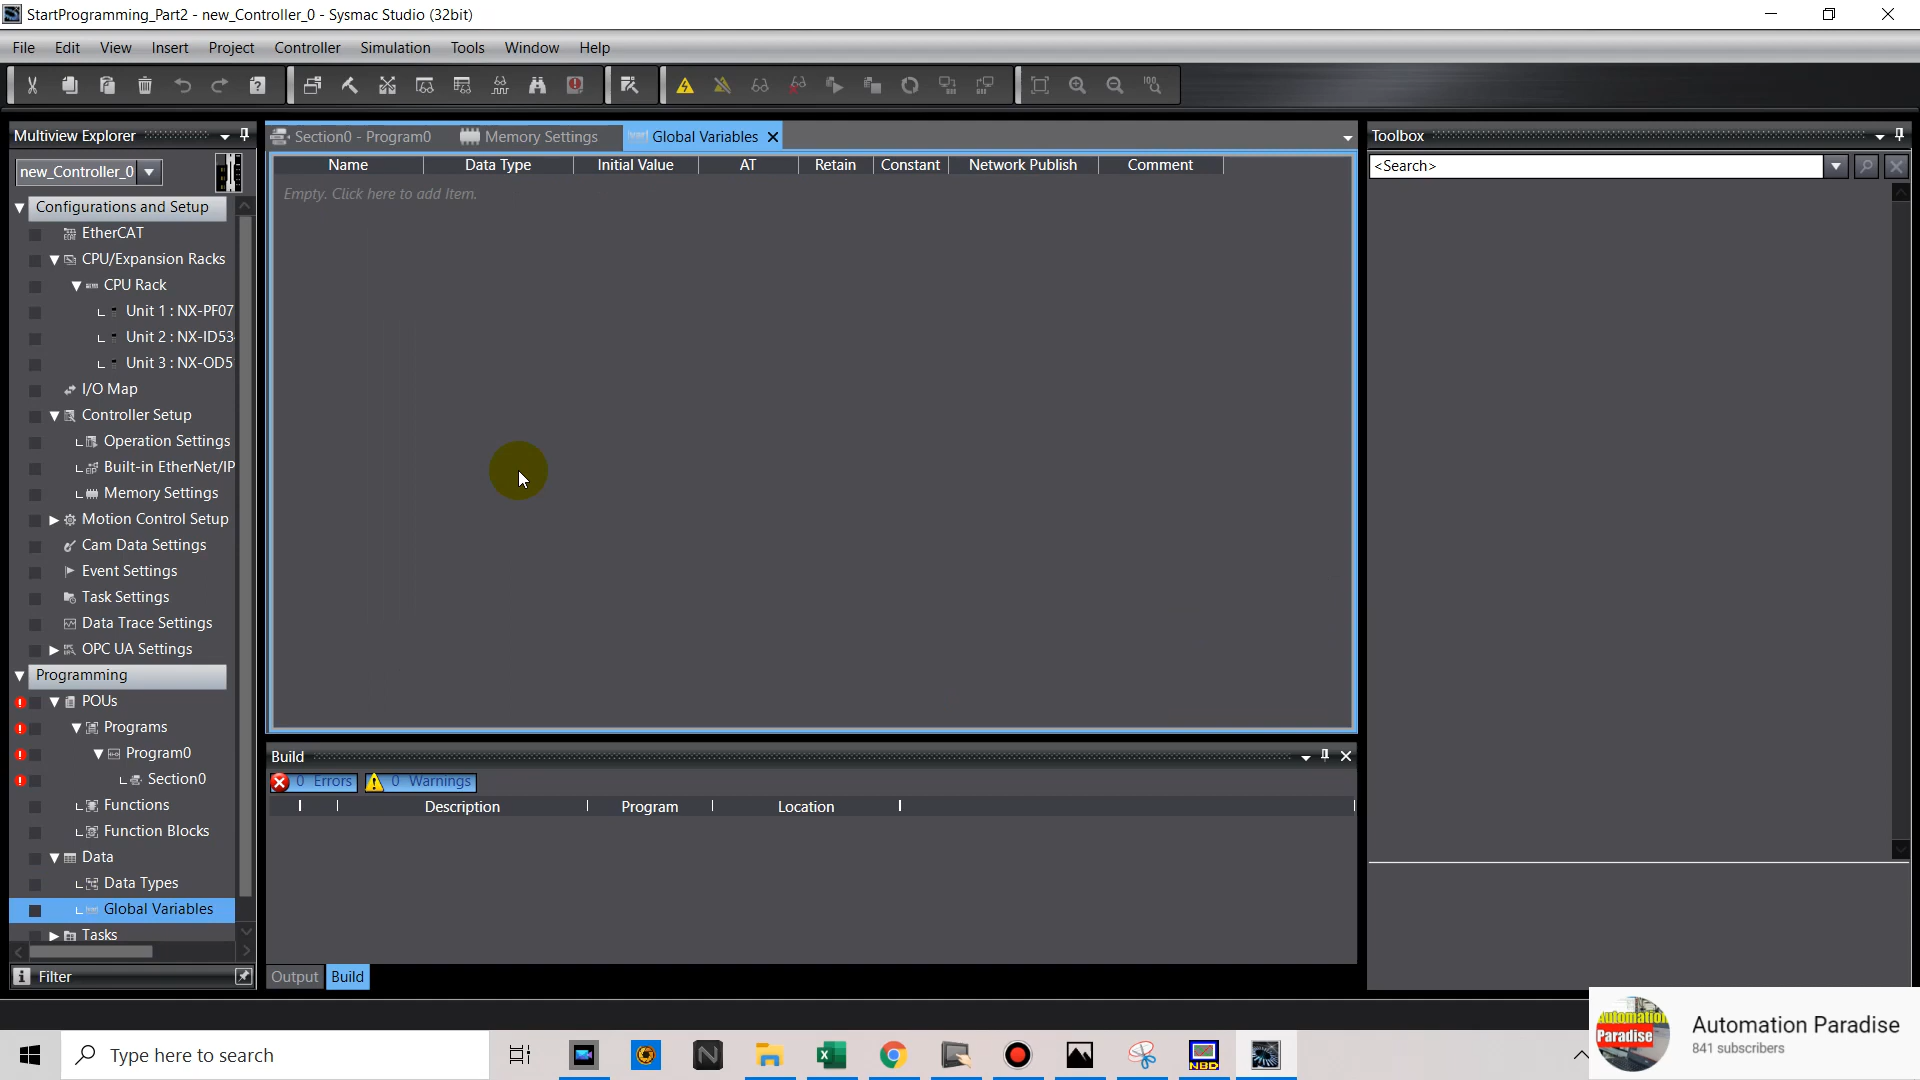 StartProgramming_Part2 - new_Controller_0 - Sysmac Studio (32bit)
File Edit View Insert Project Controller Simulation Tools Window Help
Multiview Explorer
new_Controller_0
Configurations and Setup
EtherCAT
CPU/Expansion Racks
CPU Rack
Unit 1 : NX-PF07
Unit 2 : NX-ID53
Unit 3 : NX-OD5
I/O Map
Controller Setup
Operation Settings
Built-in EtherNet/IP
Memory Settings
Motion Control Setup
Cam Data Settings
Event Settings
Task Settings
Data Trace Settings
OPC UA Settings
Programming
POUs
Programs
Program0
Section0
Functions
Function Blocks
Data
Data Types
Global Variables
Tasks
Filter
Section0 - Program0 Memory Settings Global Variables
Name Data Type Initial Value AT Retain Constant Network Publish Comment
Empty. Click here to add Item.
Build
0 Errors 0 Warnings
Description Program Location
Output Build
Toolbox
<Search>
Type here to search
NBD
Automation
Paradise
Automation Paradise
841 subscribers